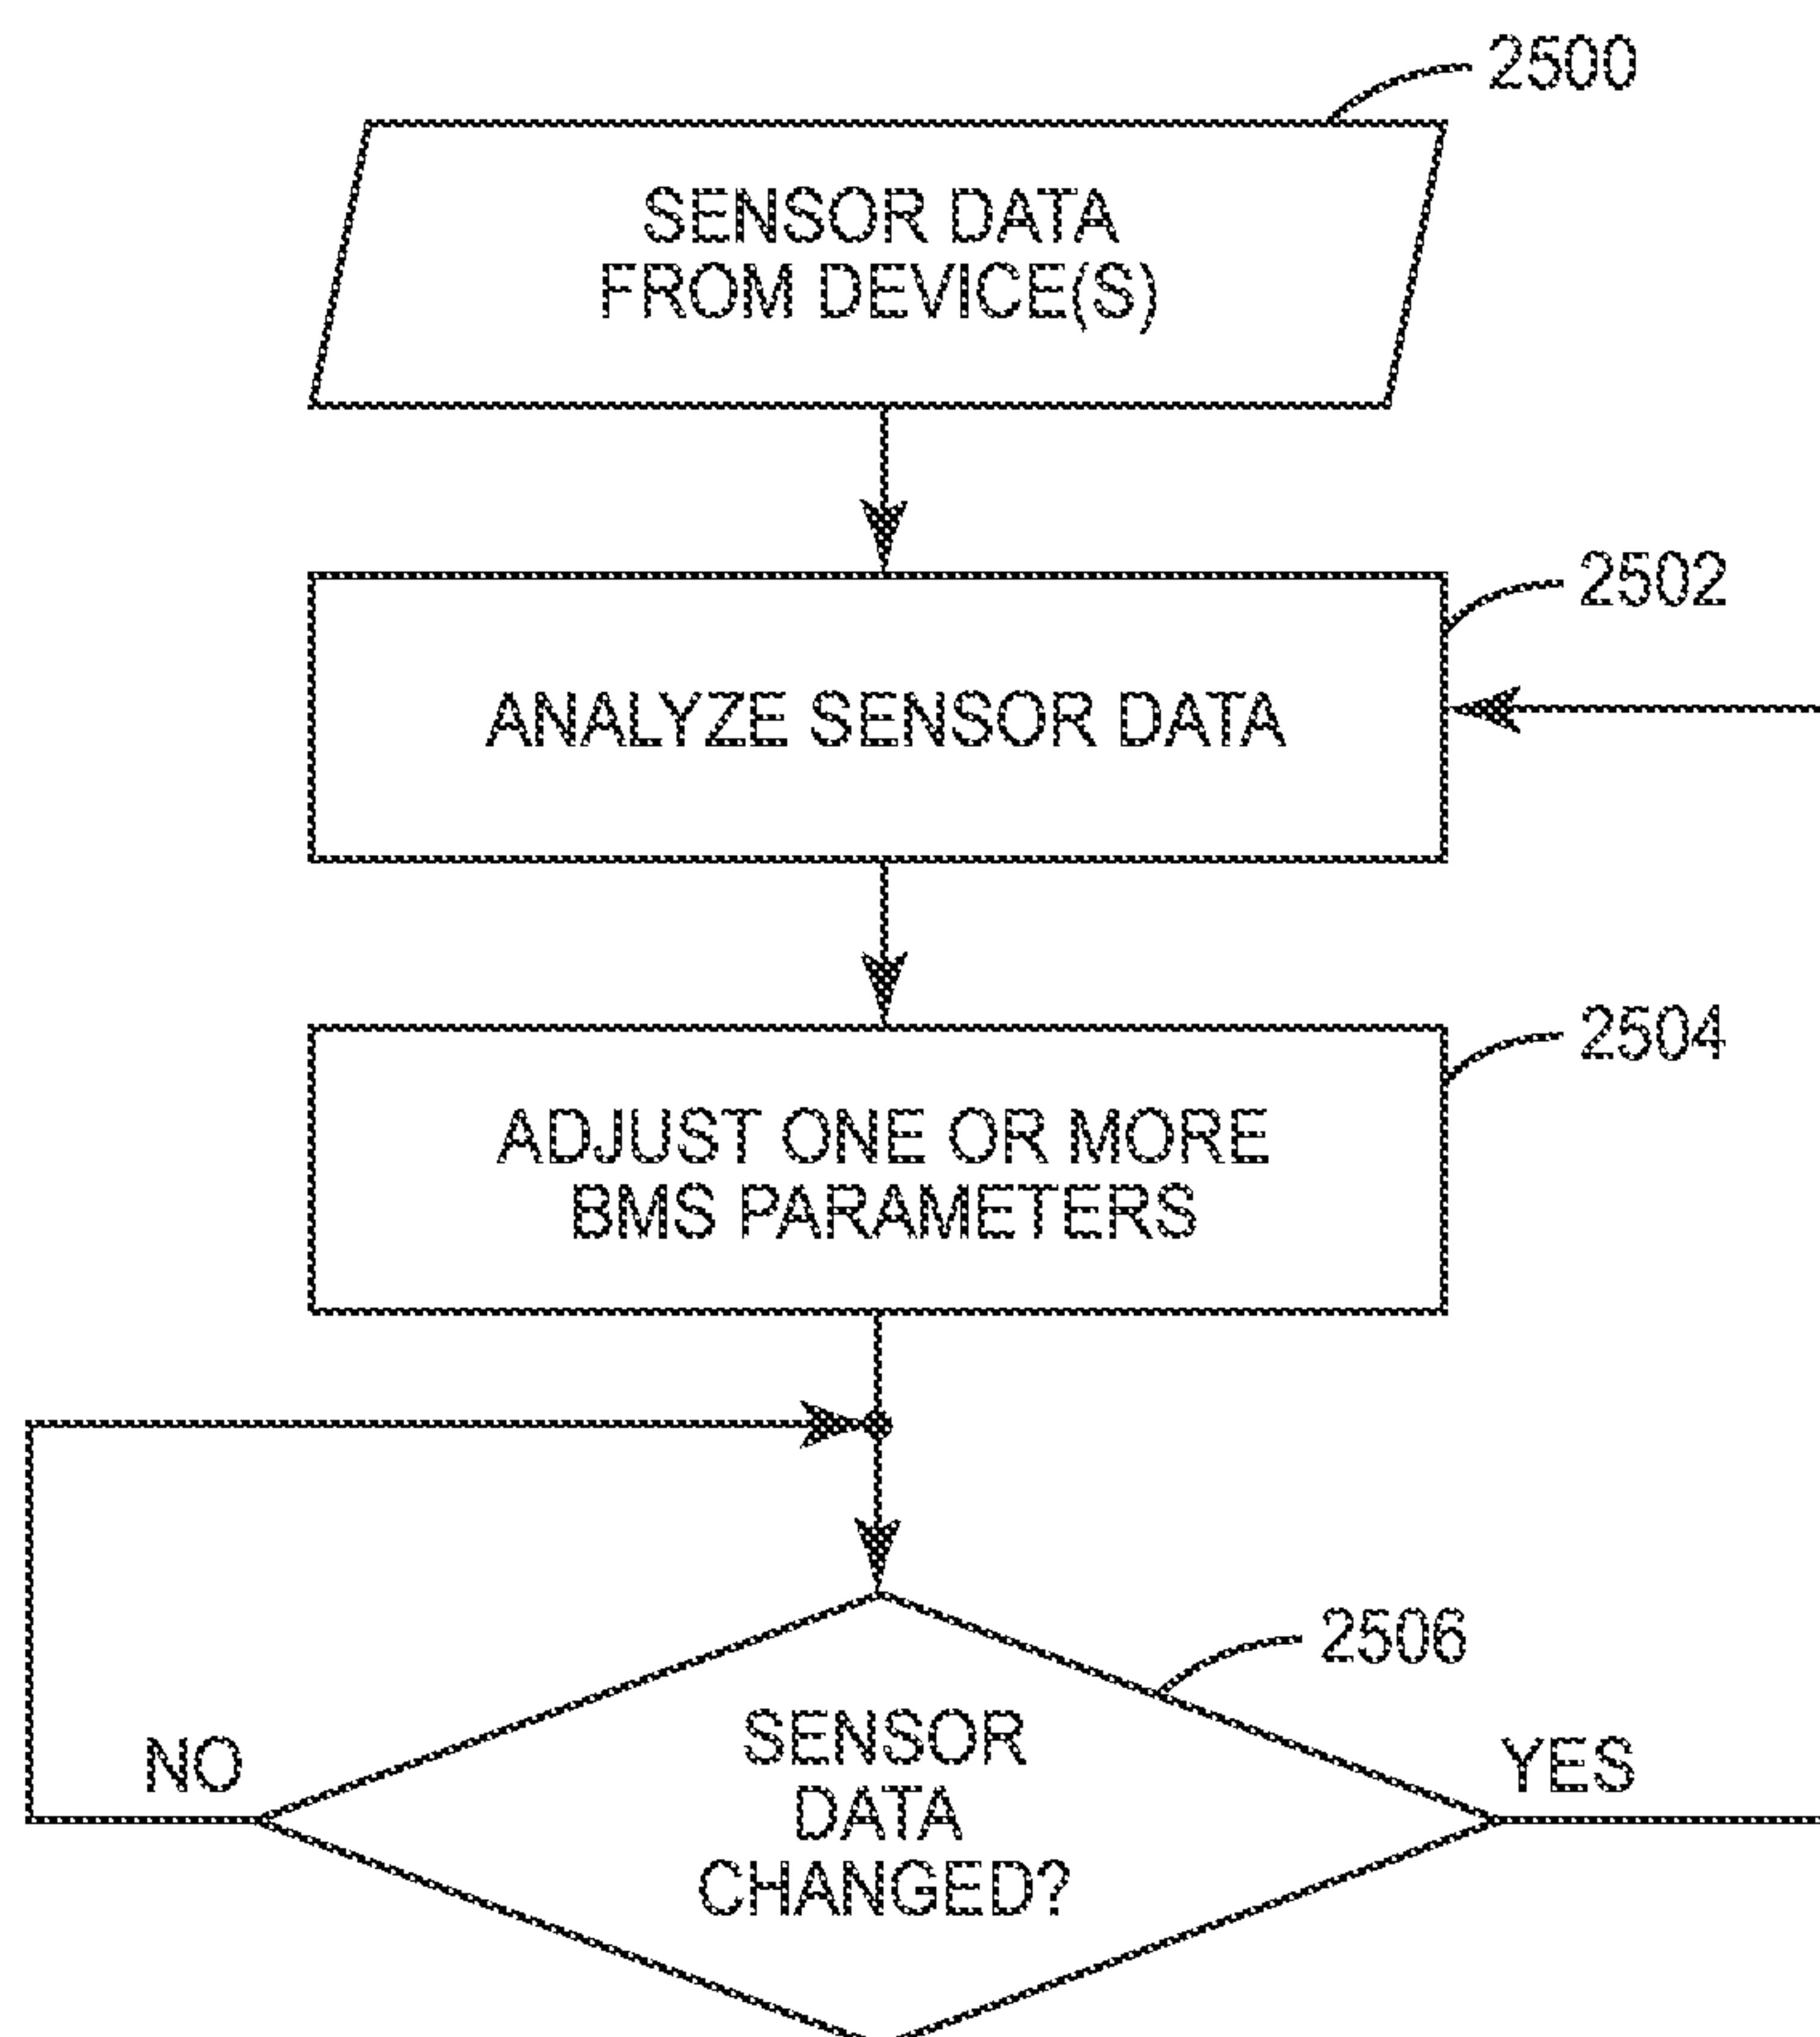 2500
SENSOR DATA
FROM DEVICE(S)
2502
ANALYZE SENSOR DATA
2504
ADJUST ONE OR MORE
BMS PARAMETERS
2506
SENSOR
DATA
CHANGED?
NO
YES